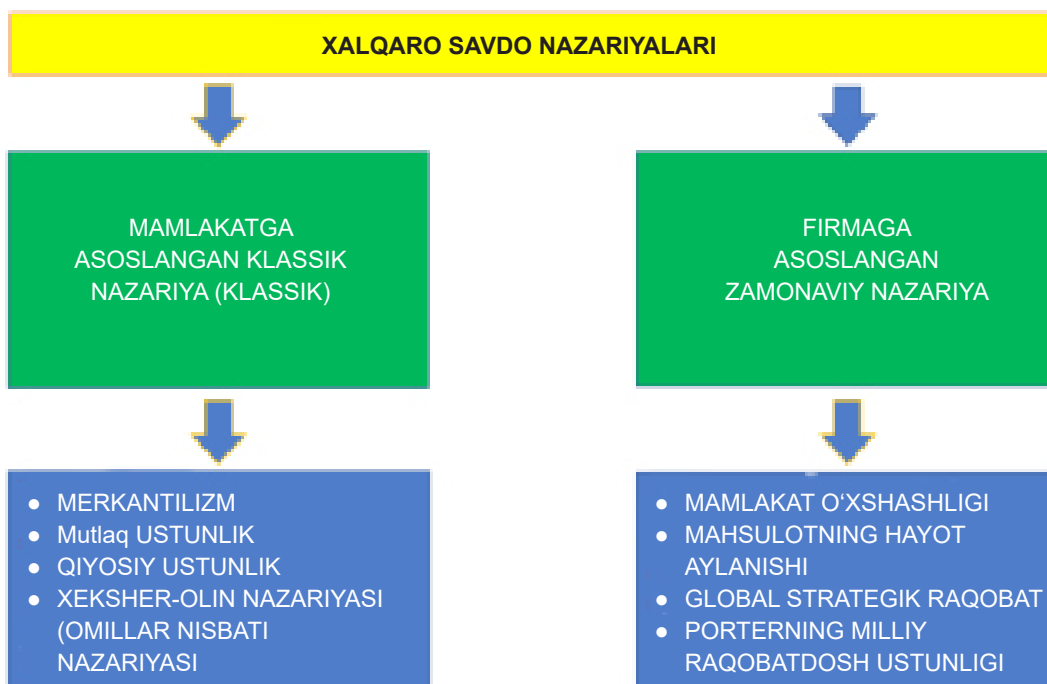 XALQARO SAVDO NAZARIYALARI
MAMLAKATGA
ASOSLANGAN KLASSIK
NAZARIYA (KLASSIK)
FIRMAGA
ASOSLANGAN
ZAMONAVIY NAZARIYA
● MERKANTILIZM
● Mutlaq USTUNLIK
● QIYOSIY USTUNLIK
● XEKSHER-OLIN NAZARIYASI
(OMILLAR NISBATI
NAZARIYASI
● MAMLAKAT O‘XSHASHLIGI
● MAHSULOTNING HAYOT
AYLANISHI
● GLOBAL STRATEGIK RAQOBAT
● PORTERNING MILLIY
RAQOBATDOSH USTUNLIGI